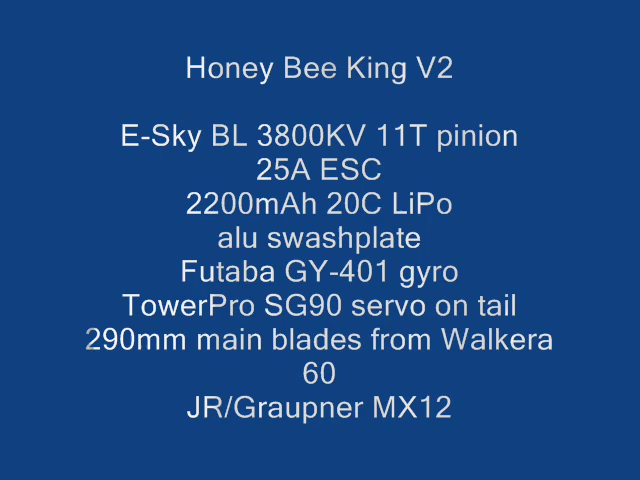 Honey Bee King V2
E-Sky BL 3800KV 11T pinion
25A ESC
2200mAh 20C LiPo
alu swashplate
Futaba GY-401 gyro
TowerPro SG90 servo on tail
290mm main blades from Walkera
60
JR/Graupner MX12